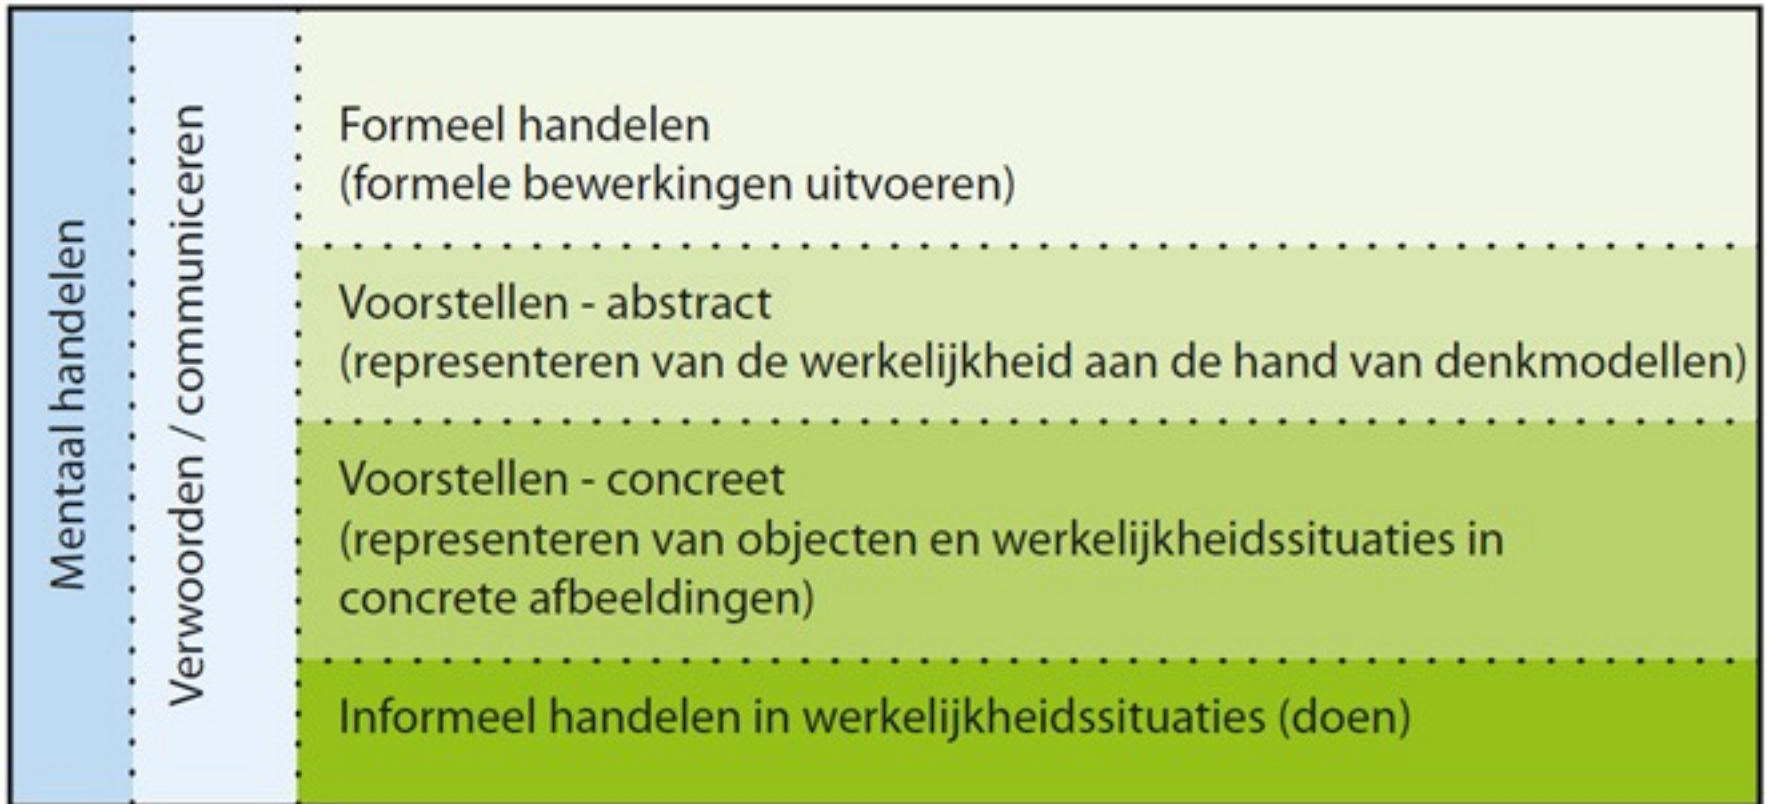 Mentaal handelen
Verwoorden / communiceren
Formeel handelen
(formele bewerkingen uitvoeren)
Voorstellen - abstract
(representeren van de werkelijkheid aan de hand van denkmodellen)
Voorstellen - concreet
(representeren van objecten en werkelijkheidssituaties in
concrete afbeeldingen)
Informeel handelen in werkelijkheidssituaties (doen)